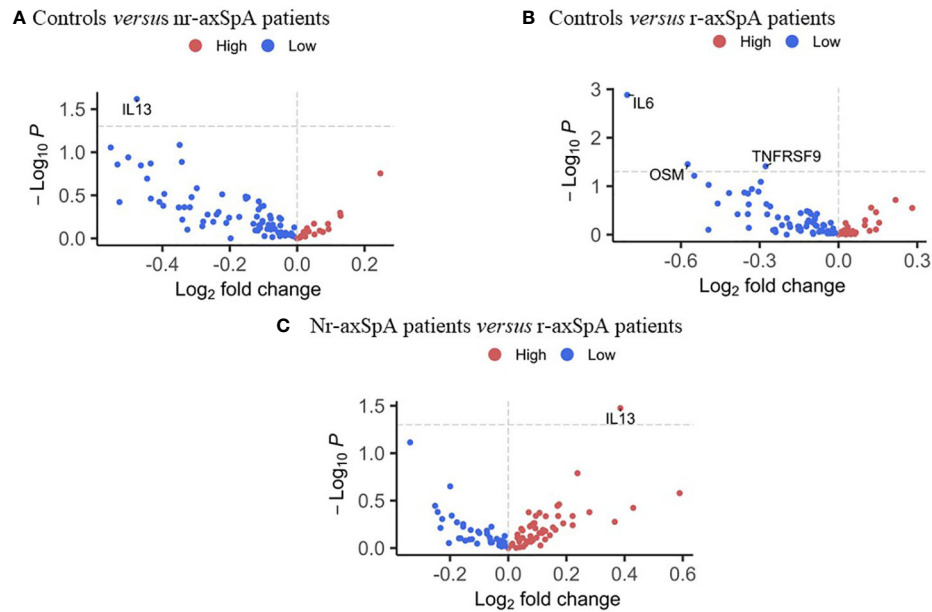 A Controls versus nr-axSpA patients
High Low
1.5
1.0
0.5
0.0
− Log10 P
IL13
-0.4 -0.2 0.0 0.2
Log2 fold change
B Controls versus r-axSpA patients
High Low
3
2
1
0
− Log10 P
IL6
TNFRSF9
OSM
-0.6 -0.3 0.0 0.3
Log2 fold change
C Nr-axSpA patients versus r-axSpA patients
High Low
1.5
1.0
0.5
0.0
− Log10 P
IL13
-0.2 0.0 0.2 0.4 0.6
Log2 fold change